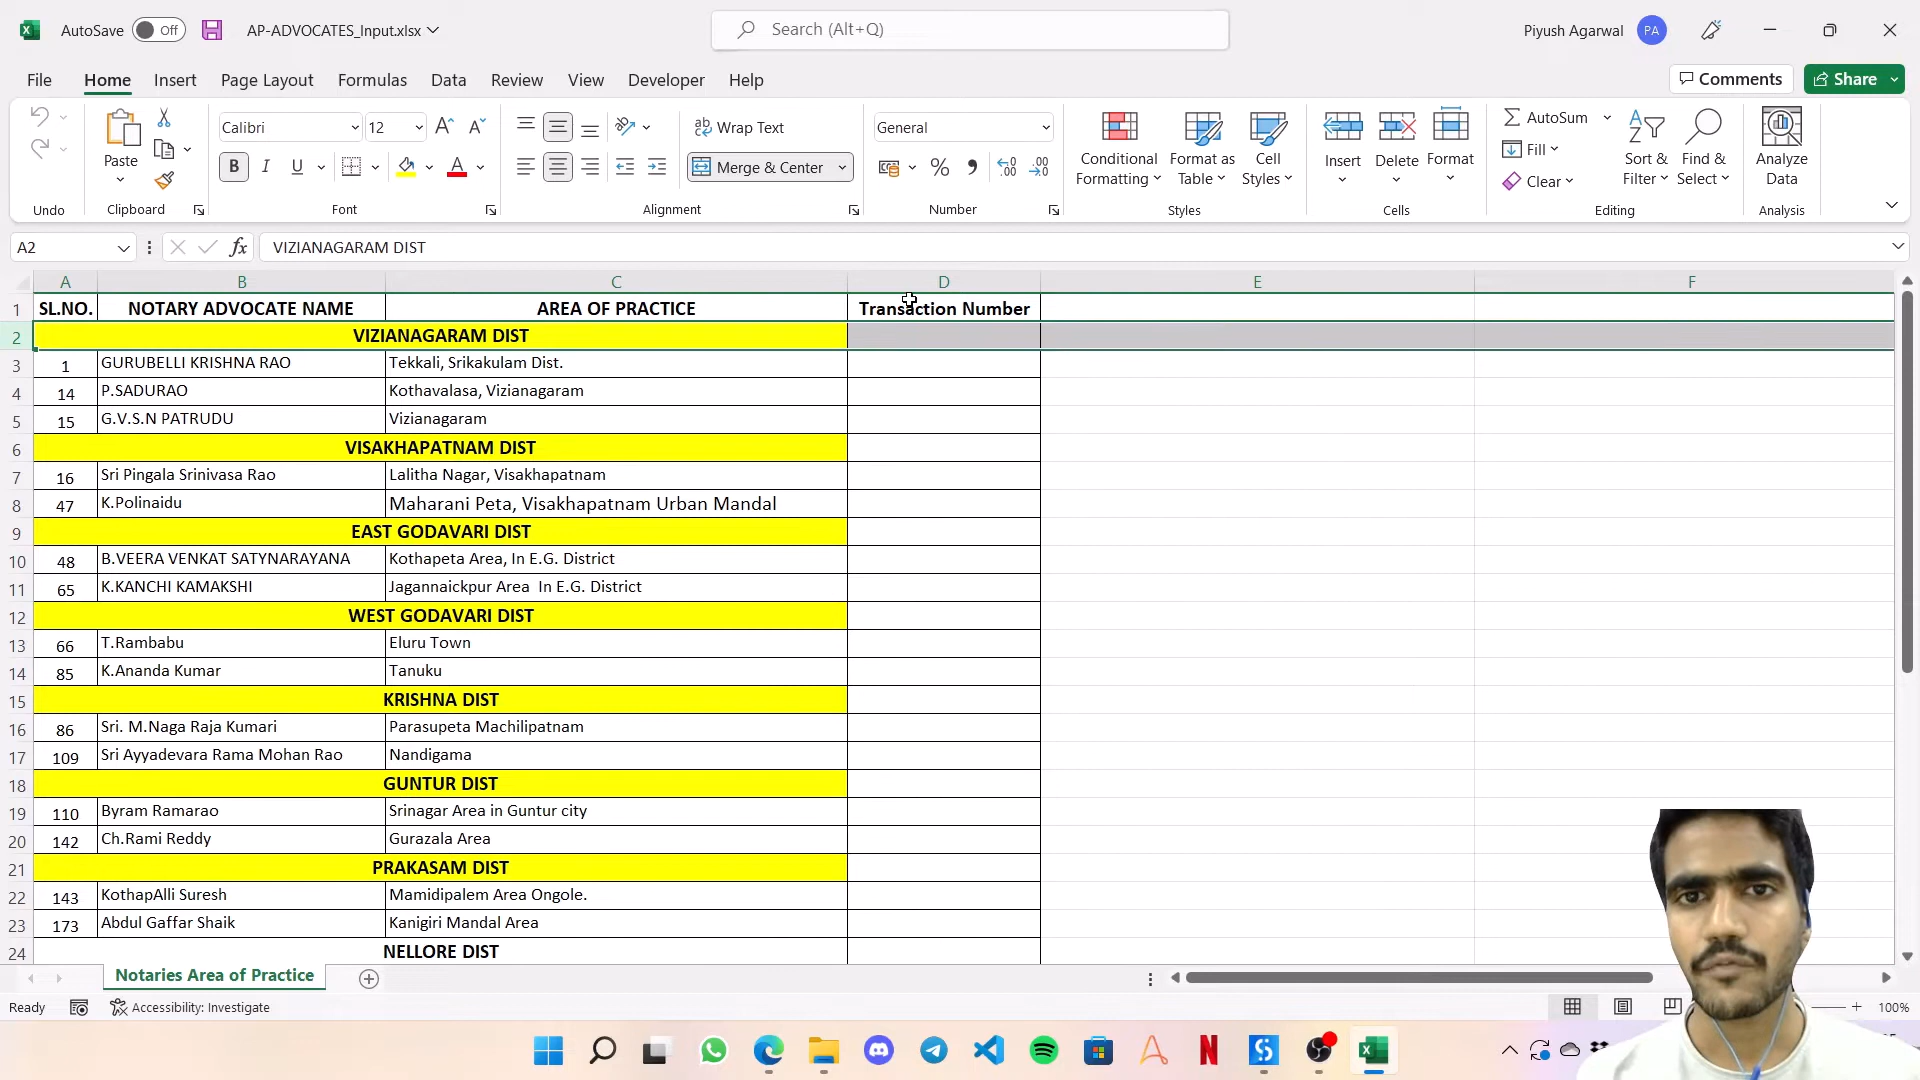 AutoSave Off AP-ADVOCATES_Input.xlsx Search (Alt+Q) Piyush Agarwal PA
File Home Insert Page Layout Formulas Data Review View Developer Help Comments Share
Calibri 12 Wrap Text General AutoSum
Paste B I U A Merge & Center % Conditional Formatting Format as Table Cell Styles Insert Delete Format Fill Clear Sort & Filter Find & Select Analyze Data
Undo Clipboard Font Alignment Number Styles Cells Editing Analysis
A2 fx VIZIANAGARAM DIST
A B C D E F
1 SL.NO. NOTARY ADVOCATE NAME AREA OF PRACTICE Transaction Number
2 VIZIANAGARAM DIST
3 1 GURUBELLI KRISHNA RAO Tekkali, Srikakulam Dist.
4 14 P.SADURAO Kothavalasa, Vizianagaram
5 15 G.V.S.N PATRUDU Vizianagaram
6 VISAKHAPATNAM DIST
7 16 Sri Pingala Srinivasa Rao Lalitha Nagar, Visakhapatnam
8 47 K.Polinaidu Maharani Peta, Visakhapatnam Urban Mandal
9 EAST GODAVARI DIST
10 48 B.VEERA VENKAT SATYNARAYANA Kothapeta Area, In E.G. District
11 65 K.KANCHI KAMAKSHI Jagannaickpur Area  In E.G. District
12 WEST GODAVARI DIST
13 66 T.Rambabu Eluru Town
14 85 K.Ananda Kumar Tanuku
15 KRISHNA DIST
16 86 Sri. M.Naga Raja Kumari Parasupeta Machilipatnam
17 109 Sri Ayyadevara Rama Mohan Rao Nandigama
18 GUNTUR DIST
19 110 Byram Ramarao Srinagar Area in Guntur city
20 142 Ch.Rami Reddy Gurazala Area
21 PRAKASAM DIST
22 143 KothapAlli Suresh Mamidipalem Area Ongole.
23 173 Abdul Gaffar Shaik Kanigiri Mandal Area
24 NELLORE DIST
Notaries Area of Practice
Ready Accessibility: Investigate 100%